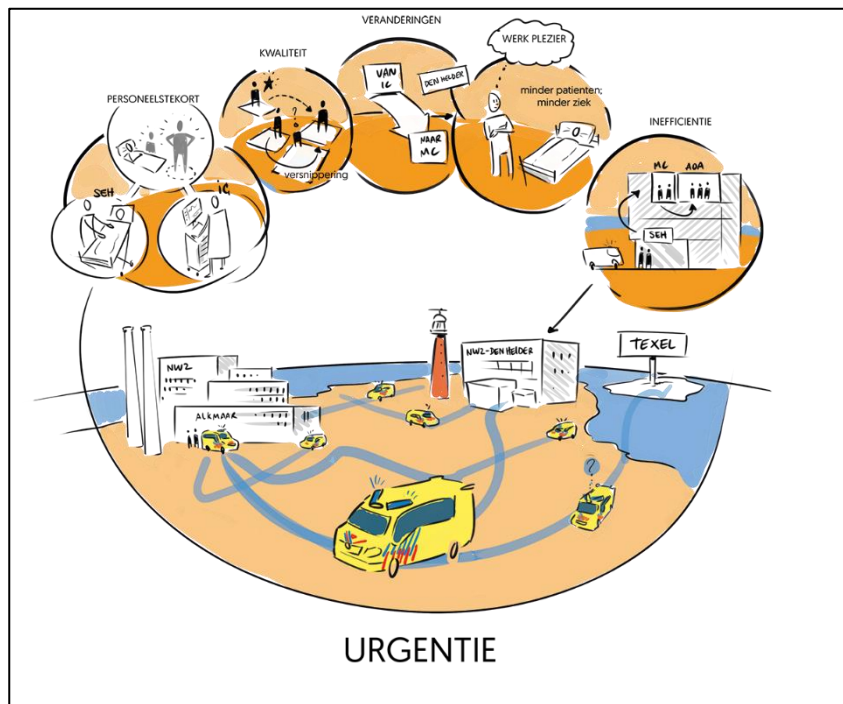 VERANDERINGEN
KWALITEIT
WERK PLEZIER
PERSONEELSTEKORT
VAN
IC
DEN HELDER
NAAR
MC
minder patienten;
minder ziek
INEFFICIENTIE
?
versnippering
MC
AOA
SEH
SEH
IC
NWZ
ALKMAAR
NWZ-DEN HELDER
TEXEL
?
URGENTIE